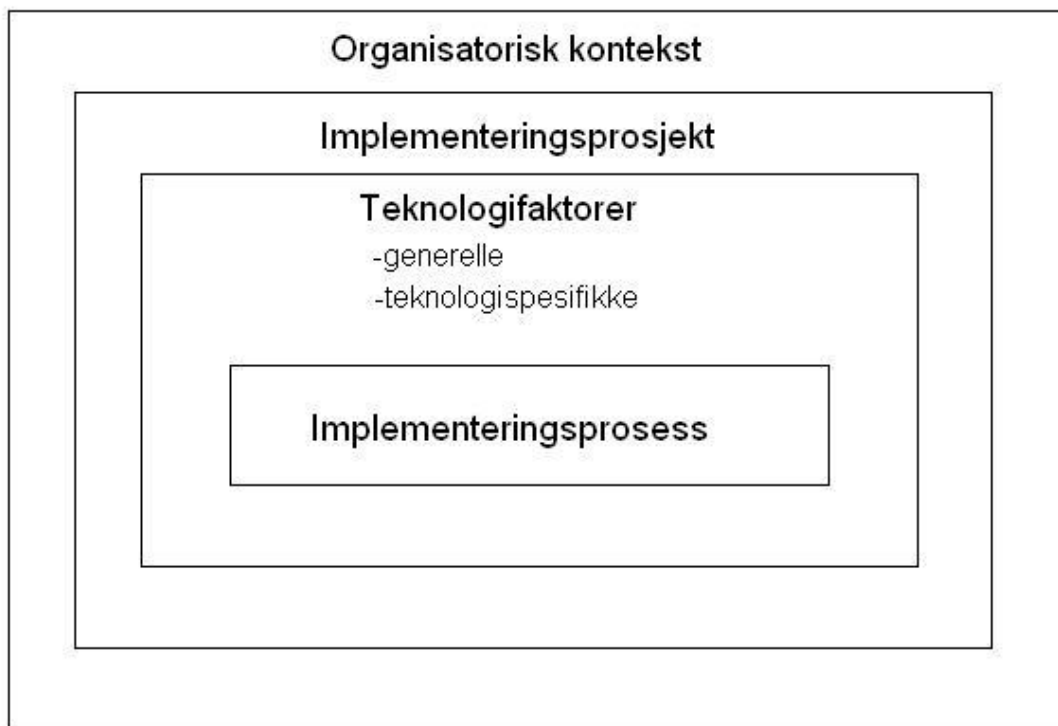 Organisatorisk kontekst
Implementeringsprosjekt
Teknologifaktorer
-generelle
-teknologispesifikke
Implementeringsprosess